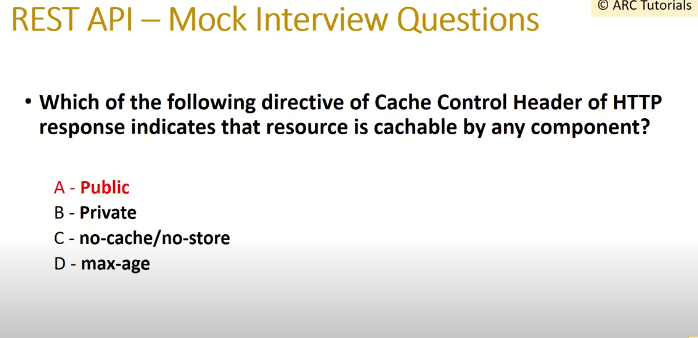 © ARC Tutorials
REST API – Mock Interview Questions
• Which of the following directive of Cache Control Header of HTTP
response indicates that resource is cachable by any component?
A - Public
B - Private
C - no-cache/no-store
D - max-age